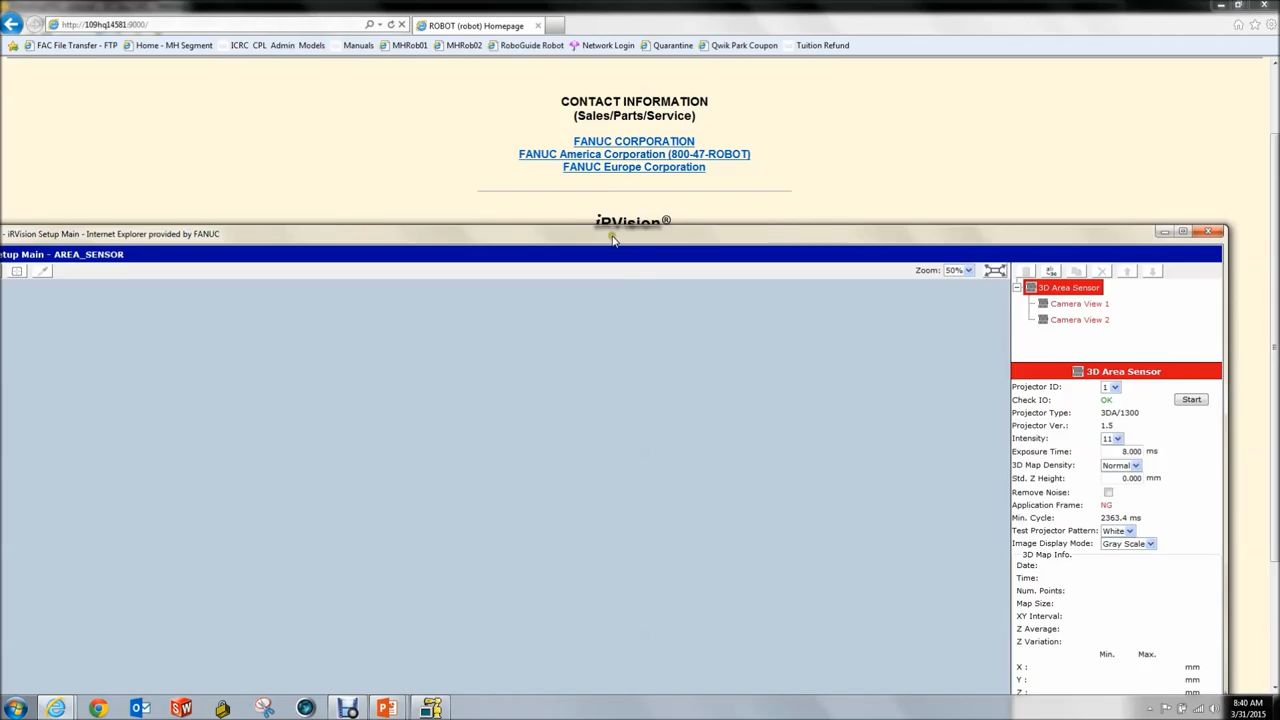 http://109hq14581:9000/
ROBOT (robot) Homepage
FAC File Transfer - FTP
Home - MH Segment
ICRC CPL Admin Models
Manuals
MHRob01
MHRob02
RoboGuide Robot
Network Login
Quarantine
Qwik Park Coupon
Tuition Refund
CONTACT INFORMATION
(Sales/Parts/Service)
FANUC CORPORATION
FANUC America Corporation (800-47-ROBOT)
FANUC Europe Corporation
iRVision®
- iRVision Setup Main - Internet Explorer provided by FANUC
etup Main - AREA_SENSOR
Zoom: 50%
3D Area Sensor
Camera View 1
Camera View 2
3D Area Sensor
Projector ID: 1
Check IO: OK Start
Projector Type: 3DA/1300
Projector Ver.: 1.5
Intensity: 11
Exposure Time: 8.000 ms
3D Map Density: Normal
Std. Z Height: 0.000 mm
Remove Noise:
Application Frame: NG
Min. Cycle: 2363.4 ms
Test Projector Pattern: White
Image Display Mode: Gray Scale
3D Map Info.
Date:
Time:
Num. Points:
Map Size:
XY Interval:
Z Average:
Z Variation:
Min. Max.
X : mm
Y : mm
Z : mm
8:40 AM
3/31/2015